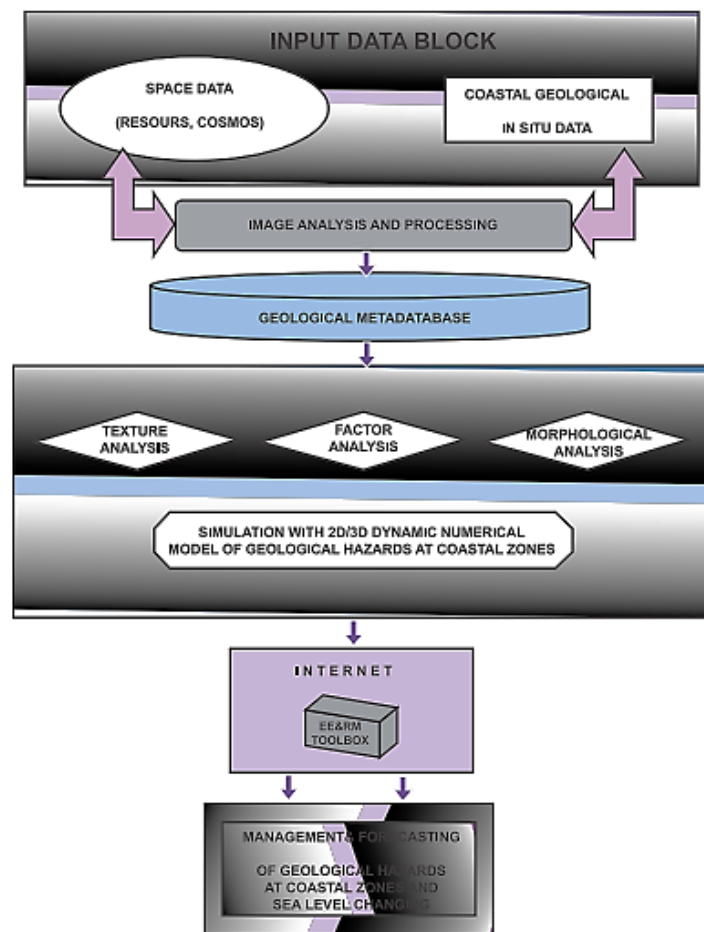 INPUT DATA BLOCK
SPACE DATA
(RESOURS, COSMOS)
COASTAL GEOLOGICAL
IN SITU DATA
IMAGE ANALYSIS AND PROCESSING
GEOLOGICAL METADATABASE
TEXTURE
ANALYSIS
FACTOR
ANALYSIS
MORPHOLOGICAL
ANALYSIS
SIMULATION WITH 2D/3D DYNAMIC NUMERICAL
MODEL OF GEOLOGICAL HAZARDS AT COASTAL ZONES
INTERNET
EE&RM
TOOLBOX
MANAGEMENT& FORECASTING
OF GEOLOGICAL HAZARDS
AT COASTAL ZONES AND
SEA LEVEL CHANGING